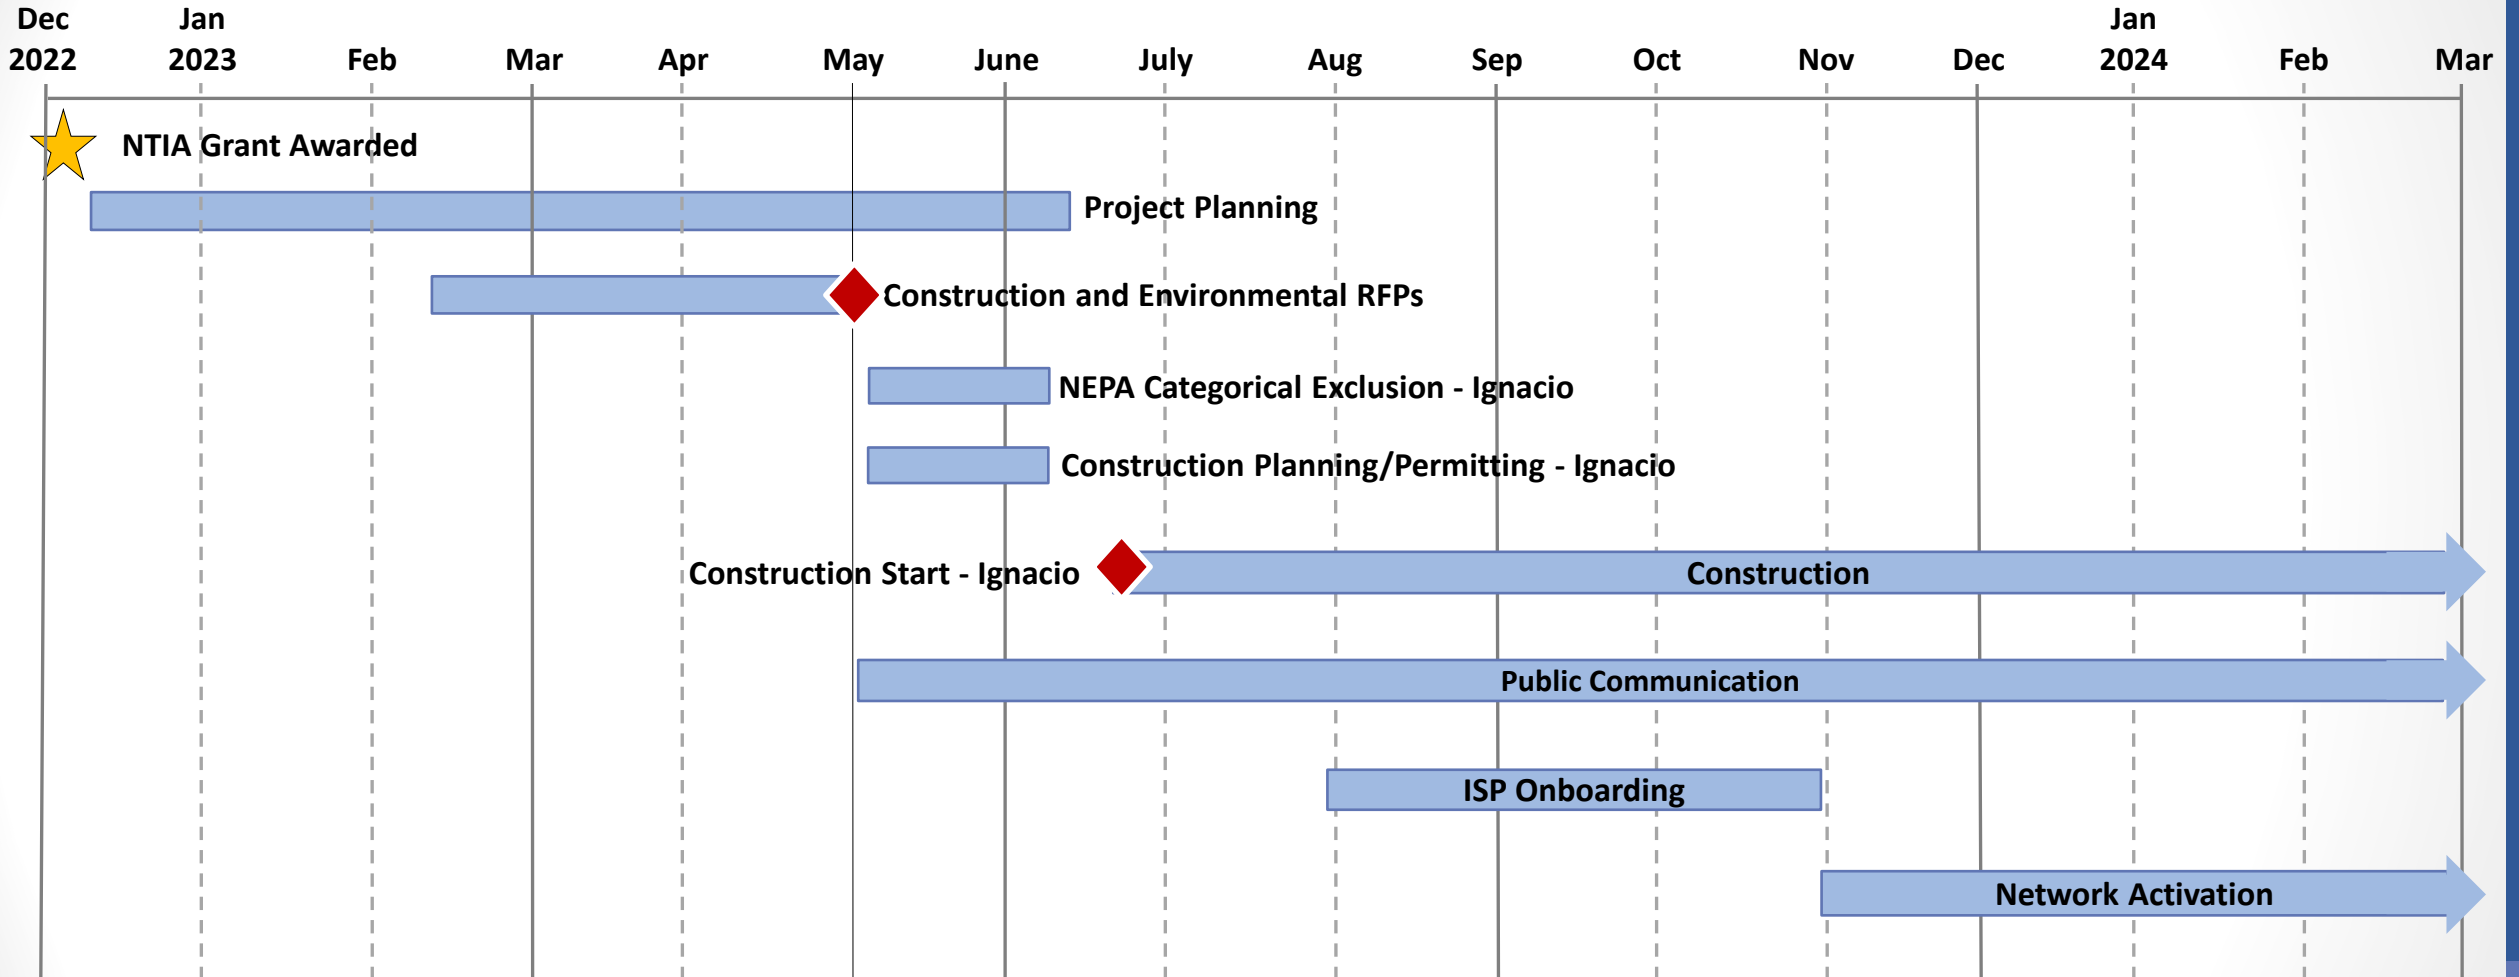 Dec Jan Jan
2022 2023 Feb Mar Apr May June July Aug Sep Oct Nov Dec 2024 Feb Mar
NTIA Grant Awarded
Project Planning
Construction and Environmental RFPs
NEPA Categorical Exclusion - Ignacio
Construction Planning/Permitting - Ignacio
Construction Start - Ignacio Construction
Public Communication
ISP Onboarding
Network Activation